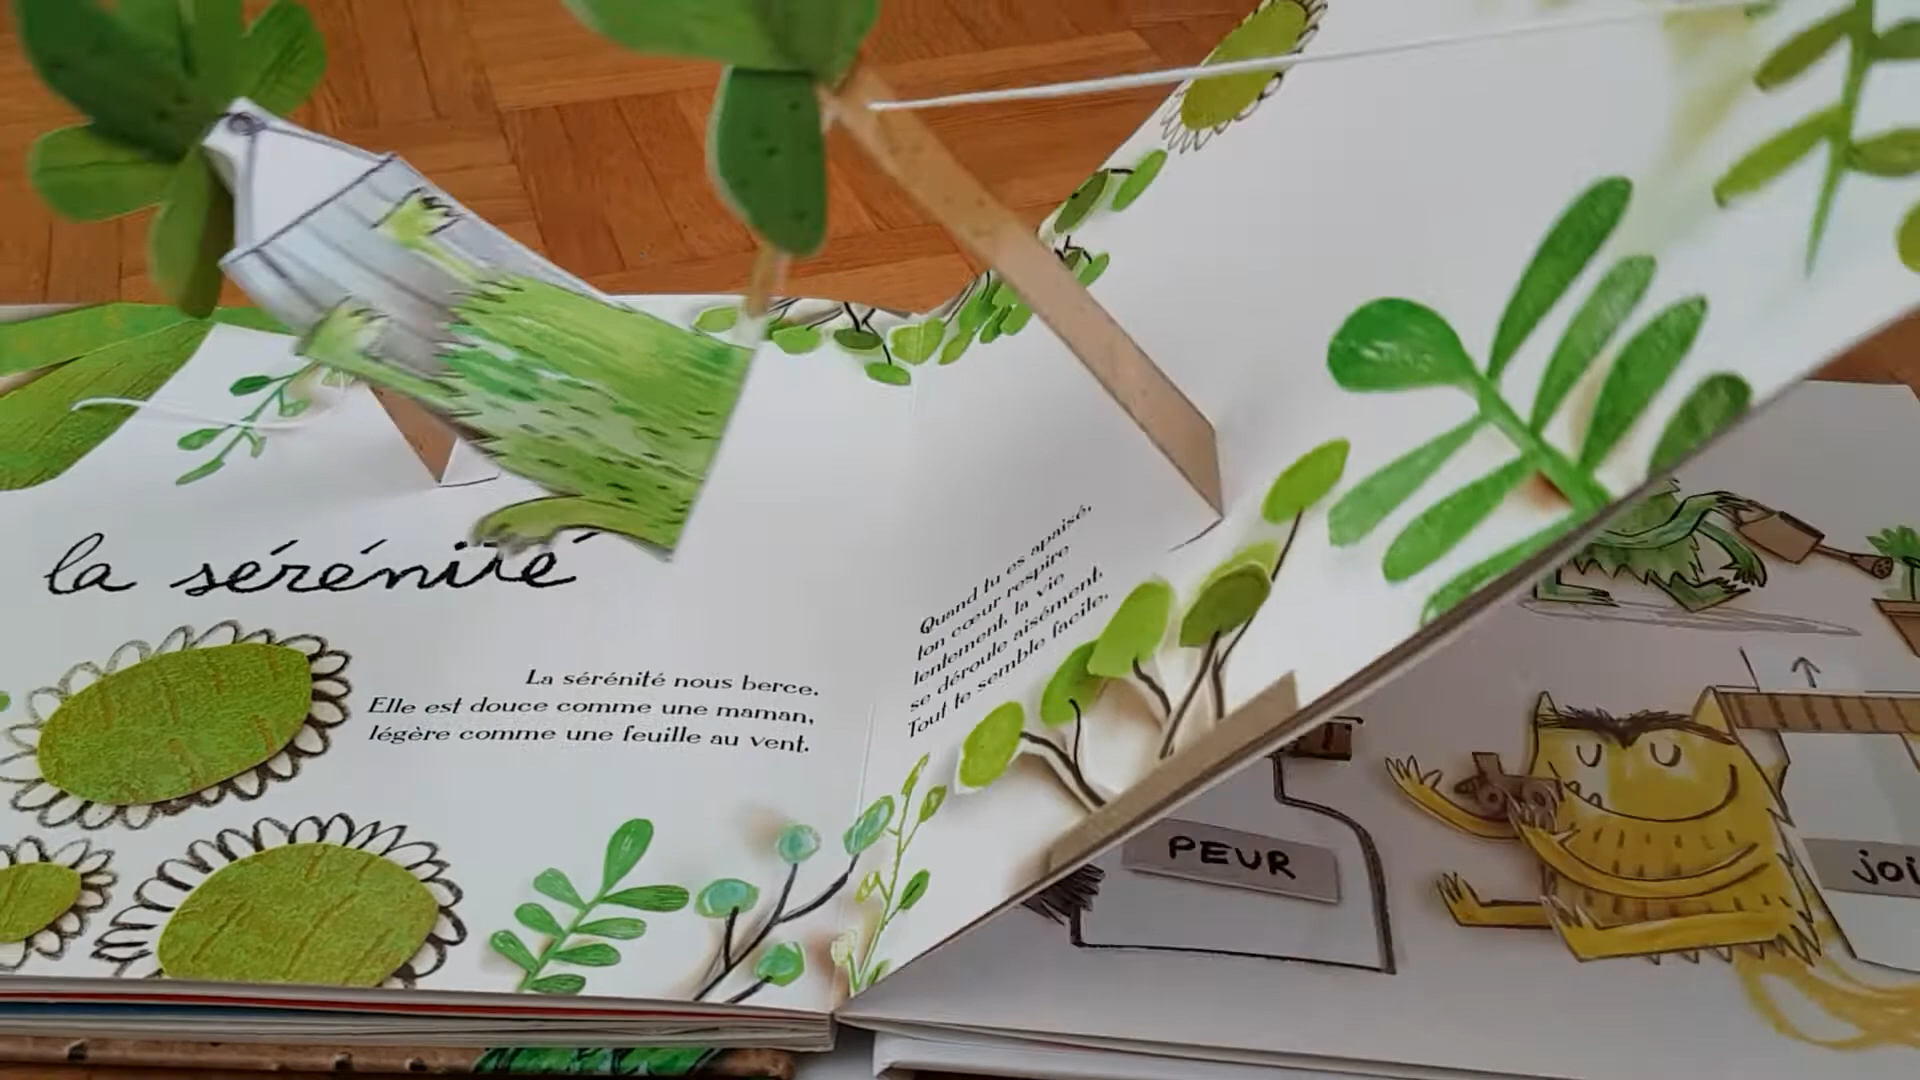 la sérénité
La sérénité nous berce.
Elle est douce comme une maman,
légère comme une feuille au vent.
Quand tu es apaisé,
ton cœur respire
lentement, la vie
se déroule aisément.
Tout te semble facile.
PEUR
joi